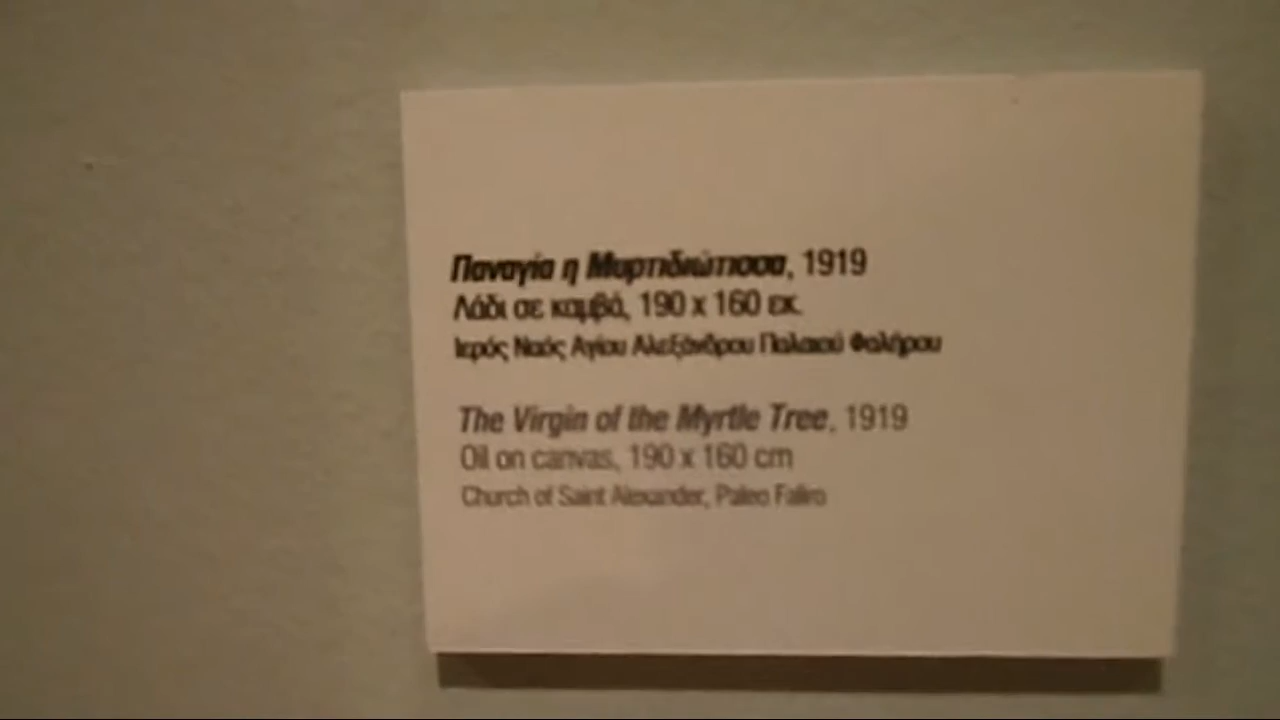 Παναγία η Μυρτιδιώτισσα, 1919
Λάδι σε καμβά, 190 x 160 εκ.
Ιερός Ναός Αγίου Αλεξάνδρου Παλαιού Φαλήρου
The Virgin of the Myrtle Tree, 1919
Oil on canvas, 190 x 160 cm
Church of Saint Alexander, Paleo Faliro